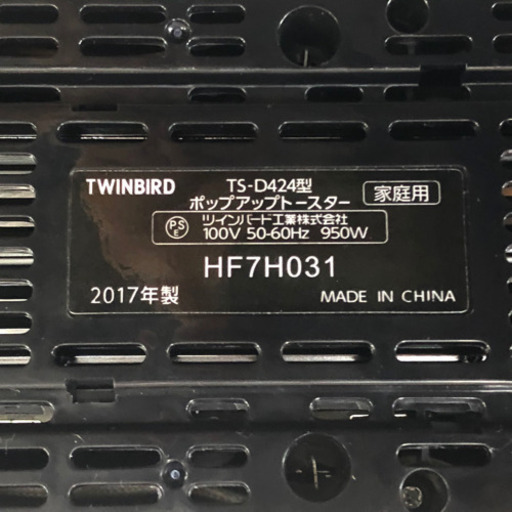 TWINBIRD TS-D424型 家庭用
ポップアップトースター
PSE ツインバード工業株式会社
100V 50-60Hz 950W
HF7H031
2017年製 MADE IN CHINA